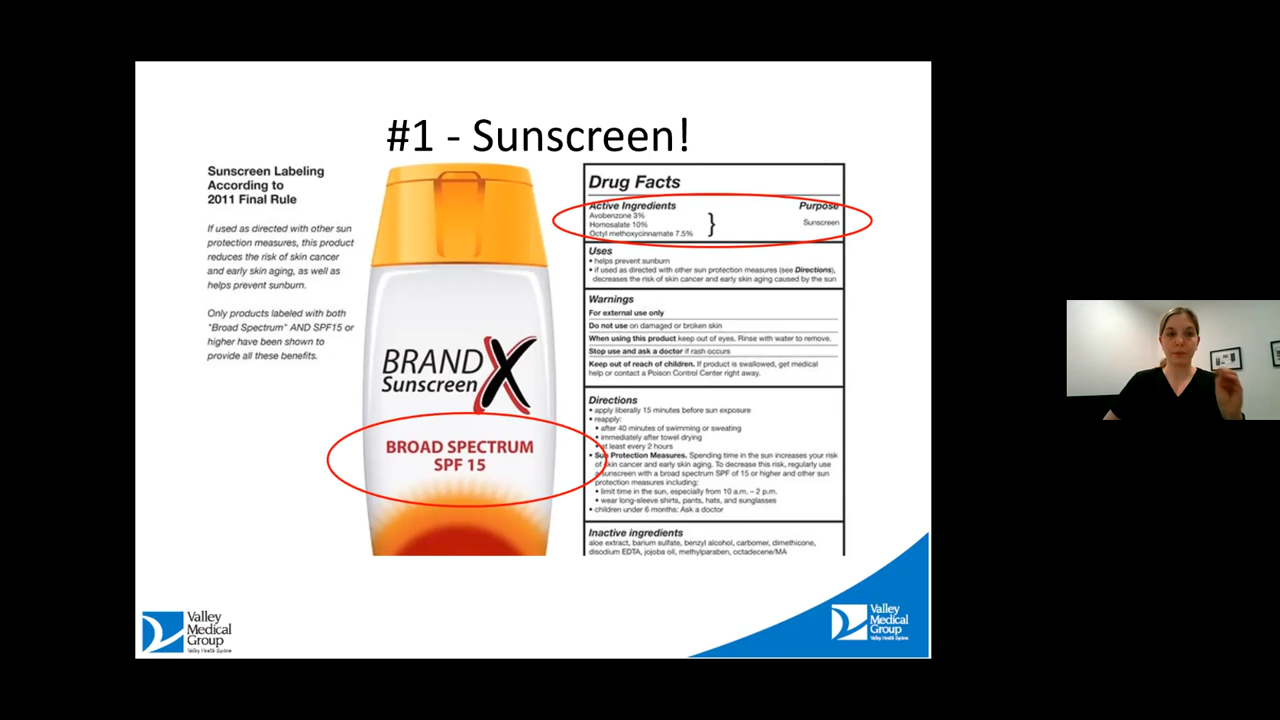 #1 - Sunscreen!
Sunscreen Labeling
According to
2011 Final Rule
If used as directed with other sun
protection measures, this product
reduces the risk of skin cancer
and early skin aging, as well as
helps prevent sunburn.
Only products labeled with both
"Broad Spectrum" AND SPF15 or
higher have been shown to
provide all these benefits.
BRAND X
Sunscreen
BROAD SPECTRUM
SPF 15
Drug Facts
Active Ingredients Purpose
Avobenzone 3%
Homosalate 10%
Octyl methoxycinnamate 7.5%
} Sunscreen
Uses
• helps prevent sunburn
• if used as directed with other sun protection measures (see Directions),
decreases the risk of skin cancer and early skin aging caused by the sun
Warnings
For external use only
Do not use on damaged or broken skin
When using this product keep out of eyes. Rinse with water to remove.
Stop use and ask a doctor if rash occurs
Keep out of reach of children. If product is swallowed, get medical
help or contact a Poison Control Center right away.
Directions
• apply liberally 15 minutes before sun exposure
• reapply:
• after 40 minutes of swimming or sweating
• immediately after towel drying
• at least every 2 hours
• Sun Protection Measures. Spending time in the sun increases your risk
of skin cancer and early skin aging. To decrease this risk, regularly use
a sunscreen with a broad spectrum SPF of 15 or higher and other sun
protection measures including:
• limit time in the sun, especially from 10 a.m. – 2 p.m.
• wear long-sleeve shirts, pants, hats, and sunglasses
• children under 6 months: Ask a doctor
Inactive ingredients
aloe extract, barium sulfate, benzyl alcohol, carbomer, dimethicone,
disodium EDTA, jojoba oil, methylparaben, octadecene/MA
Valley
Medical
Group
Valley Health System
Valley
Medical
Group
Valley Health System